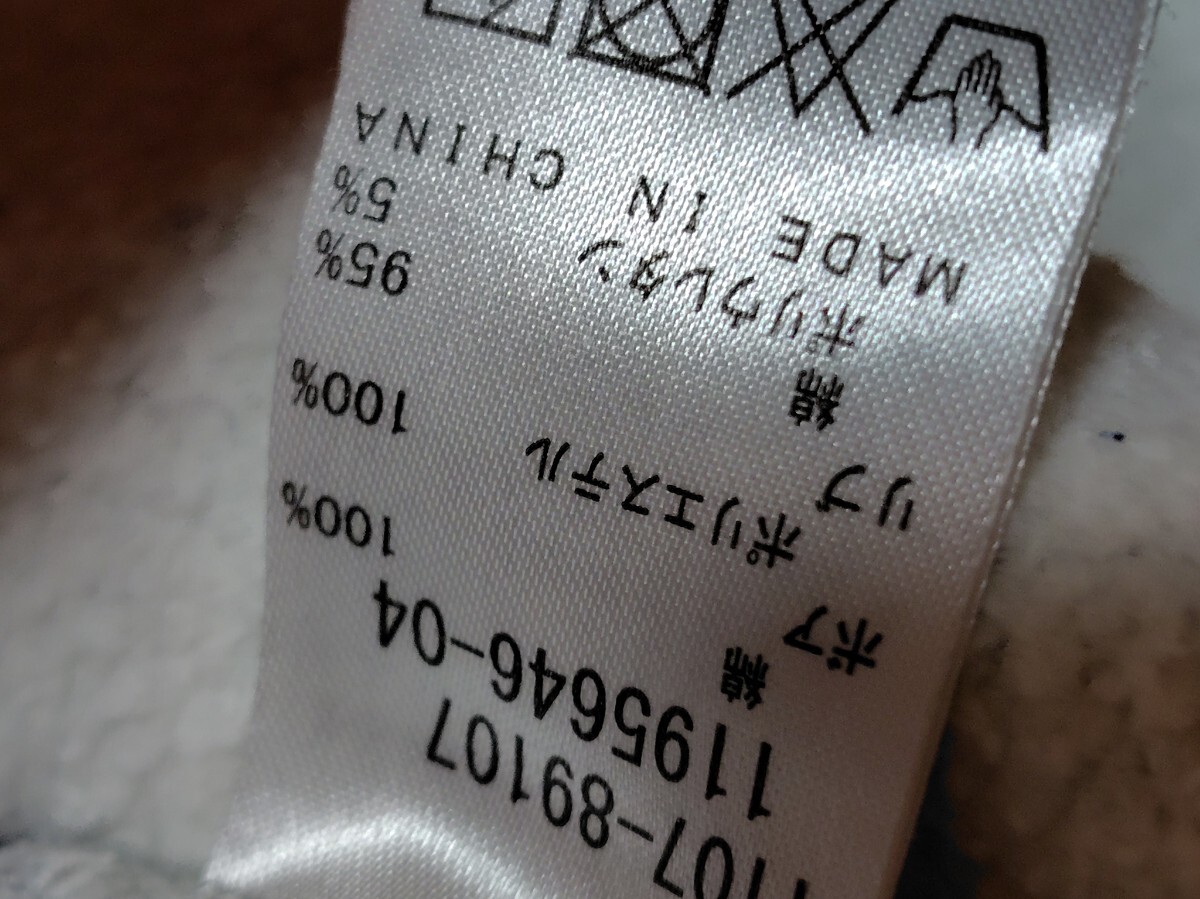 107-89107
1195646-04
綿 100%
ボア
ポリエステル 100%
リブ
綿 95%
ポリウレタン 5%
MADE IN CHINA